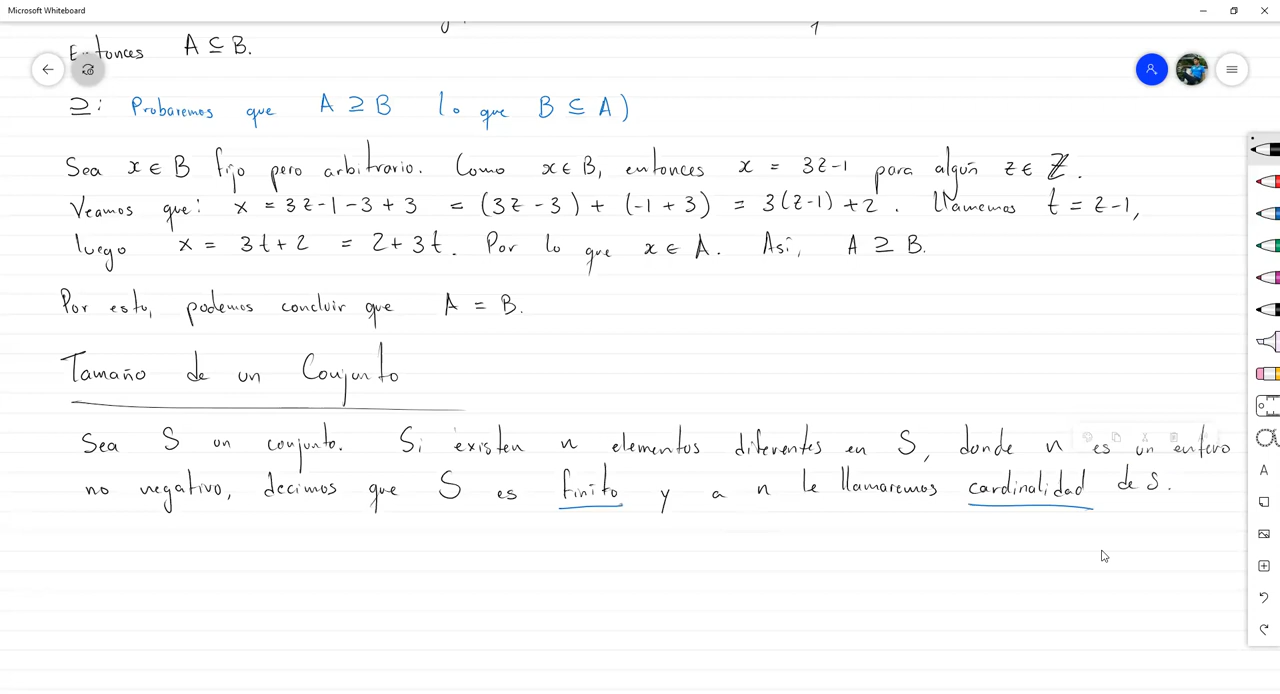 Microsoft Whiteboard
Entonces A ⊆ B.
⊇: Probaremos que A ⊇ B lo que B ⊆ A)
Sea x ∈ B fijo pero arbitrario. Como x ∈ B, entonces x = 3z-1 para algún z ∈ ℤ.
Veamos que: x = 3z-1-3+3 = (3z-3)+(-1+3) = 3(z-1)+2. Llamemos t = z-1,
luego x = 3t+2 = 2+3t. Por lo que x ∈ A. Así, A ⊇ B.
Por esto, podemos concluir que A = B.
Tamaño de un Conjunto
Sea S un conjunto. Si existen n elementos diferentes en S, donde n es un entero
no negativo, decimos que S es finito y a n le llamaremos cardinalidad de S.